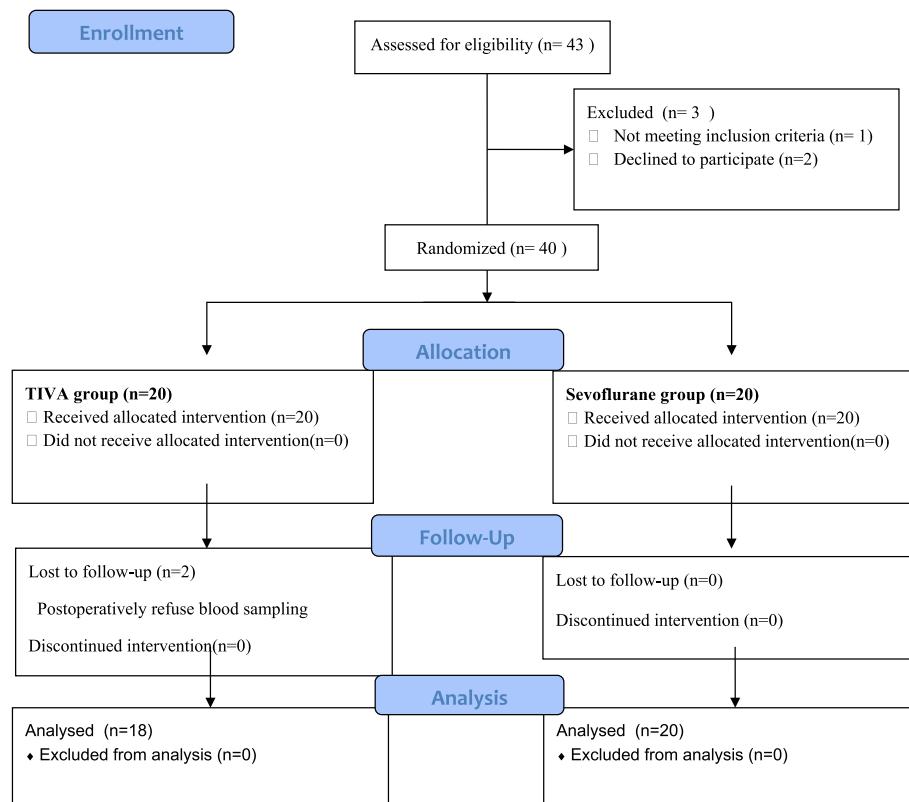 Enrollment
Assessed for eligibility (n= 43 )
Excluded (n= 3 )
□ Not meeting inclusion criteria (n= 1)
□ Declined to participate (n=2)
Randomized (n= 40 )
Allocation
TIVA group (n=20)
□ Received allocated intervention (n=20)
□ Did not receive allocated intervention(n=0)
Sevoflurane group (n=20)
□ Received allocated intervention (n=20)
□ Did not receive allocated intervention(n=0)
Follow-Up
Lost to follow-up (n=2)
Postoperatively refuse blood sampling
Discontinued intervention(n=0)
Lost to follow-up (n=0)
Discontinued intervention (n=0)
Analysis
Analysed (n=18)
♦ Excluded from analysis (n=0)
Analysed (n=20)
♦ Excluded from analysis (n=0)